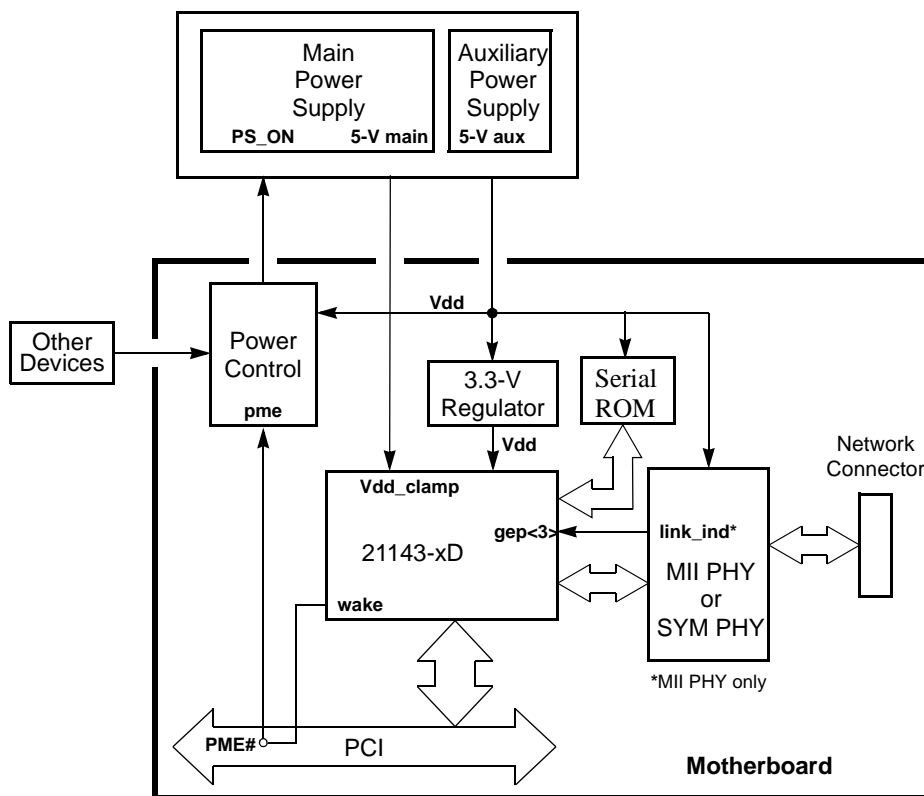 Main
Power
Supply
PS_ON
5-V main
Auxiliary
Power
Supply
5-V aux
Vdd
Other
Devices
Power
Control
pme
3.3-V
Regulator
Vdd
Serial
ROM
Network
Connector
Vdd_clamp
gep<3>
21143-xD
wake
link_ind*
MII PHY
or
SYM PHY
*MII PHY only
PME#
PCI
Motherboard